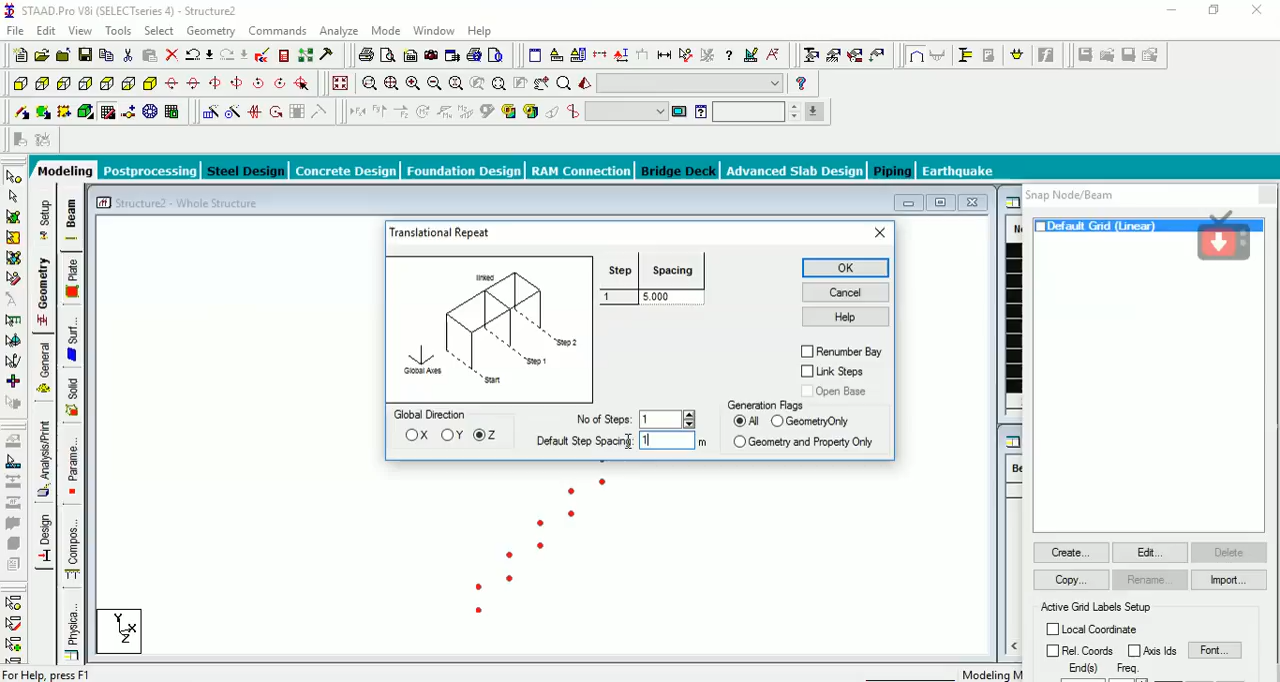 STAAD.Pro V8i (SELECTseries 4) - Structure2
File Edit View Tools Select Geometry Commands Analyze Mode Window Help
Modeling Postprocessing Steel Design Concrete Design Foundation Design RAM Connection Bridge Deck Advanced Slab Design Piping Earthquake
Structure2 - Whole Structure
Snap Node/Beam
Default Grid (Linear)
Setup
Geometry
General
Analysis/Print
Design
Beam
Plate
Surf...
Solid
Parame...
Compos...
Physica...
Translational Repeat
linked
Step 2
Step 1
Start
Global Axes
Step Spacing
1 5.000
OK
Cancel
Help
Renumber Bay
Link Steps
Open Base
Global Direction
X Y Z
No of Steps: 1
Default Step Spacing: 1 m
Generation Flags
All GeometryOnly
Geometry and Property Only
Y
X
Z
Create... Edit... Delete
Copy... Rename... Import...
Active Grid Labels Setup
Local Coordinate
Rel. Coords Axis Ids Font...
End(s) Freq.
For Help, press F1
Modeling M